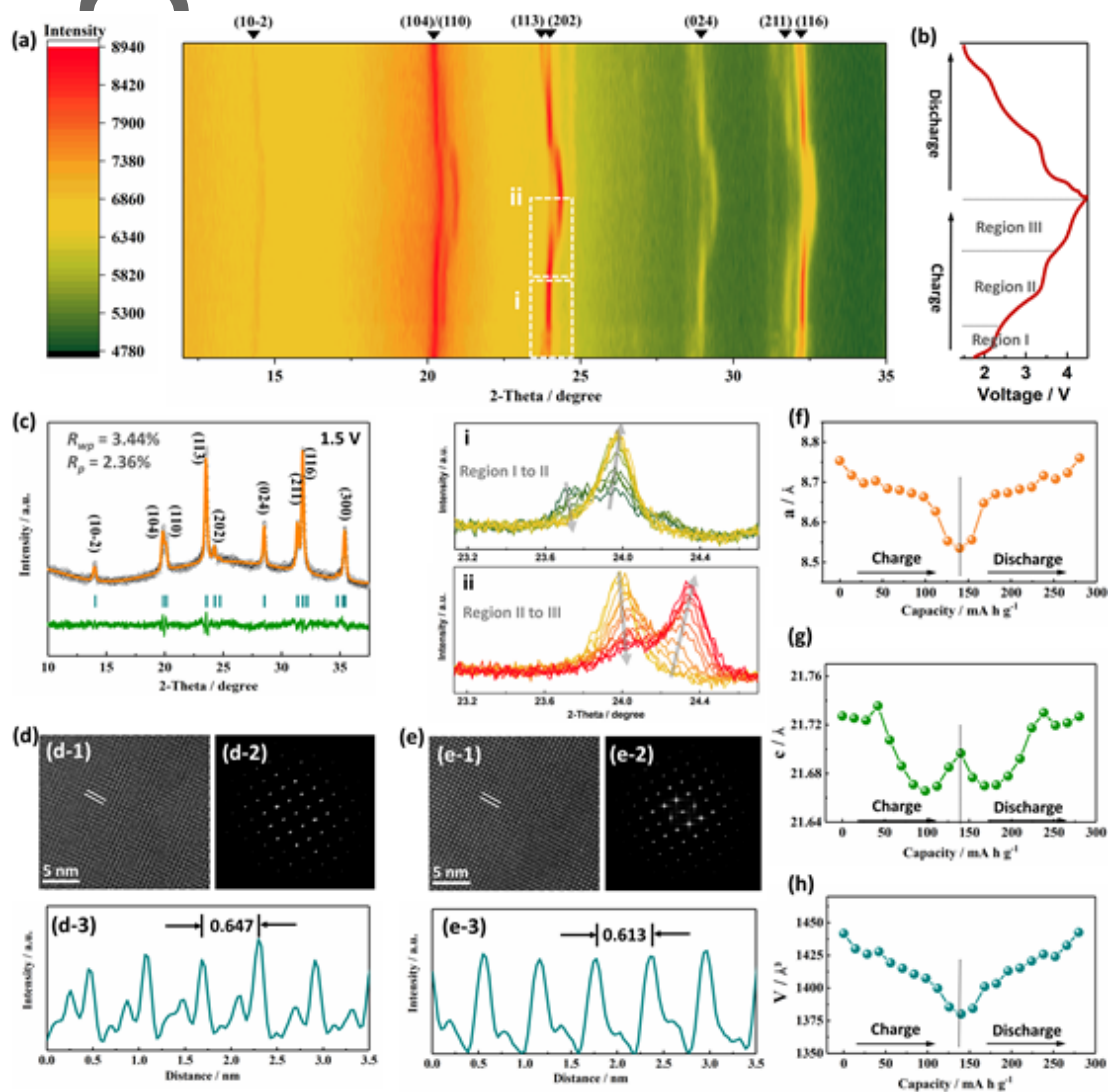 (a)
Intensity
8940
8420
7900
7380
6860
6340
5820
5300
4780
(10-2)
(104)/(110)
(113) (202)
(024)
(211) (116)
ii
i
15
20
25
30
35
2-Theta / degree
(b)
Discharge
Charge
Region III
Region II
Region I
2
3
4
Voltage / V
(c)
R_wp = 3.44%
R_p = 2.36%
1.5 V
(10-2)
(104)
(110)
(113)
(202)
(024)
(211)
(116)
(300)
Intensity / a.u.
10
15
20
25
30
35
2-Theta / degree
i
Region I to II
Intensity / a.u.
23.2
23.6
24.0
24.4
ii
Region II to III
Intensity / a.u.
23.2
23.6
24.0
24.4
2-Theta / degree
(d)
(d-1)
5 nm
(d-2)
(d-3)
0.647
Intensity / a.u.
0.0
0.5
1.0
1.5
2.0
2.5
3.0
3.5
Distance / nm
(e)
(e-1)
5 nm
(e-2)
(e-3)
0.613
Intensity / a.u.
0.0
0.5
1.0
1.5
2.0
2.5
3.0
3.5
Distance / nm
(f)
a / Å
8.8
8.7
8.6
8.5
Charge
Discharge
0
50
100
150
200
250
300
Capacity / mA h g⁻¹
(g)
c / Å
21.76
21.72
21.68
21.64
Charge
Discharge
0
50
100
150
200
250
300
Capacity / mA h g⁻¹
(h)
V / Å³
1450
1425
1400
1375
1350
Charge
Discharge
0
50
100
150
200
250
300
Capacity / mA h g⁻¹